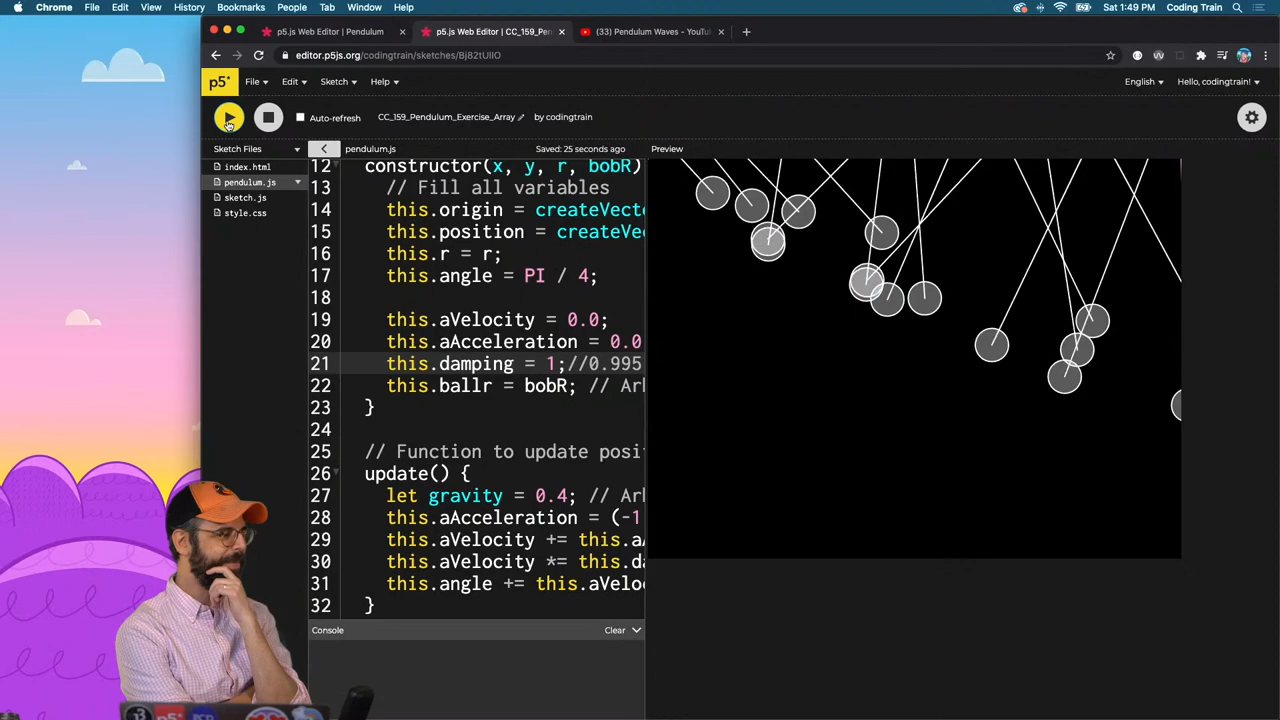 Chrome File Edit View History Bookmarks People Tab Window Help Sat 1:49 PM Coding Train
p5.js Web Editor | Pendulum
p5.js Web Editor | CC_159_Pen
(33) Pendulum Waves - YouTu
editor.p5js.org/codingtrain/sketches/Bj82tUIlO
p5* File Edit Sketch Help English Hello, codingtrain!
Auto-refresh CC_159_Pendulum_Exercise_Array by codingtrain
Sketch Files pendulum.js Saved: 25 seconds ago Preview
index.html
pendulum.js
sketch.js
style.css
12 constructor(x, y, r, bobR)
13 // Fill all variables
14 this.origin = createVect
15 this.position = createVec
16 this.r = r;
17 this.angle = PI / 4;
18
19 this.aVelocity = 0.0;
20 this.aAcceleration = 0.0
21 this.damping = 1;//0.995
22 this.ballr = bobR; // Ar
23 }
24
25 // Function to update posi
26 update() {
27 let gravity = 0.4; // Ar
28 this.aAcceleration = (-1
29 this.aVelocity += this.aA
30 this.aVelocity *= this.da
31 this.angle += this.aVelo
32 }
Console Clear